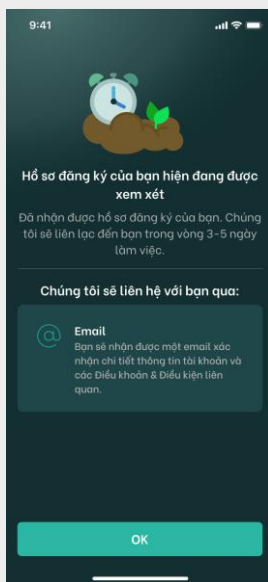 9:41
Hồ sơ đăng ký của bạn hiện đang được
xem xét
Đã nhận được hồ sơ đăng ký của bạn. Chúng
tôi sẽ liên lạc đến bạn trong vòng 3-5 ngày
làm việc.
Chúng tôi sẽ liên hệ với bạn qua:
@
Email
Bạn sẽ nhận được một email xác
nhận chi tiết thông tin tài khoản và
các Điều khoản & Điều kiện liên
quan.
OK